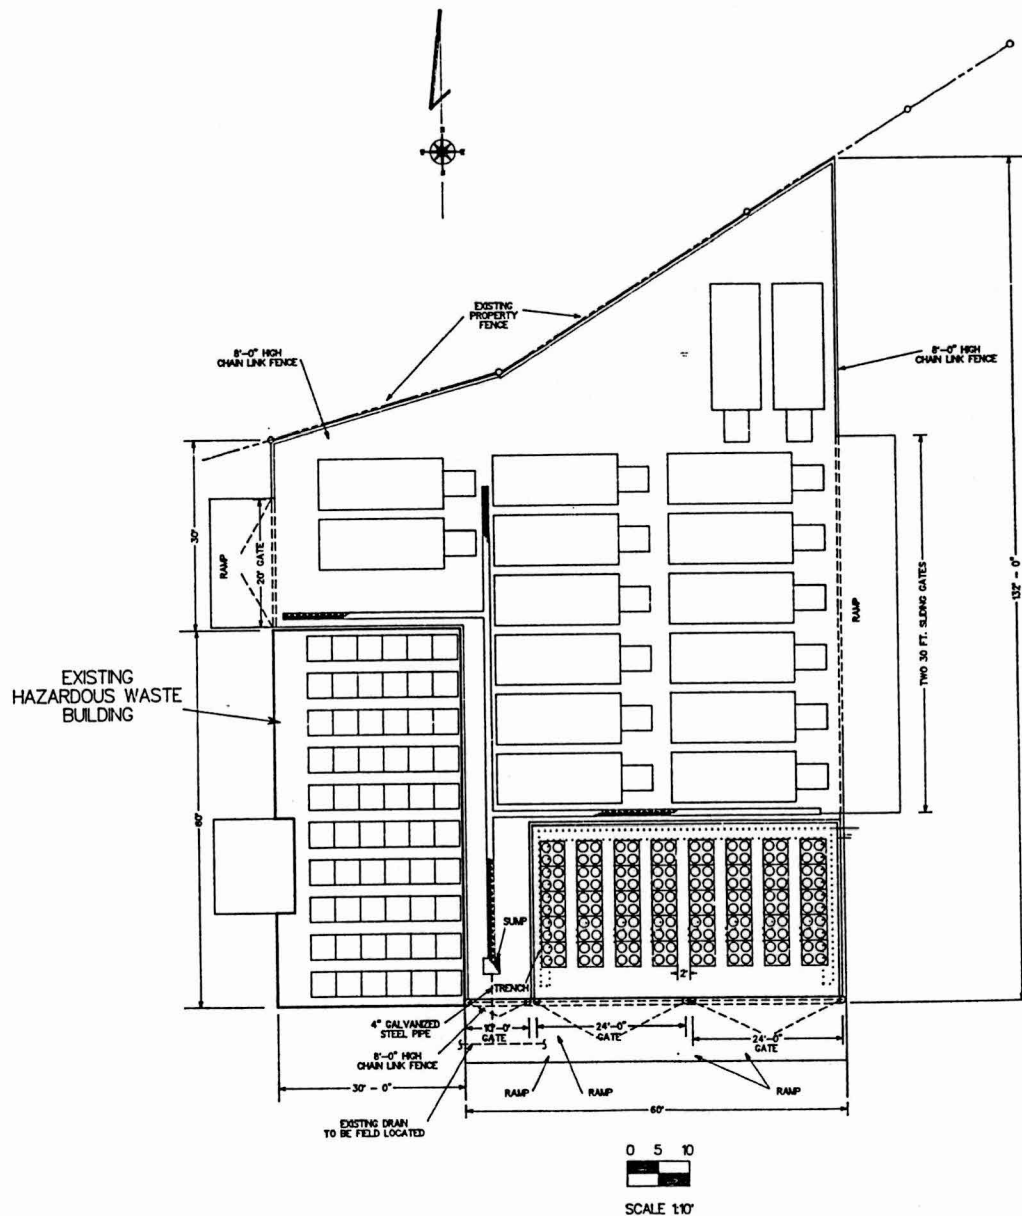 EXISTING
PROPERTY
FENCE
8'-0" HIGH
CHAIN LINK FENCE
8'-0" HIGH
CHAIN LINK FENCE
30'
RAMP
20' GATE
TWO 30 FT. SLIDING GATES
RAMP
132' - 0"
EXISTING
HAZARDOUS WASTE
BUILDING
60'
SUMP
TRENCH
2'
4" GALVANIZED
STEEL PIPE
10'-0"
GATE
24'-0"
GATE
24'-0"
GATE
8'-0" HIGH
CHAIN LINK FENCE
30' - 0"
RAMP
RAMP
RAMP
60'
EXISTING DRAIN
TO BE FIELD LOCATED
0 5 10
SCALE 1:10'